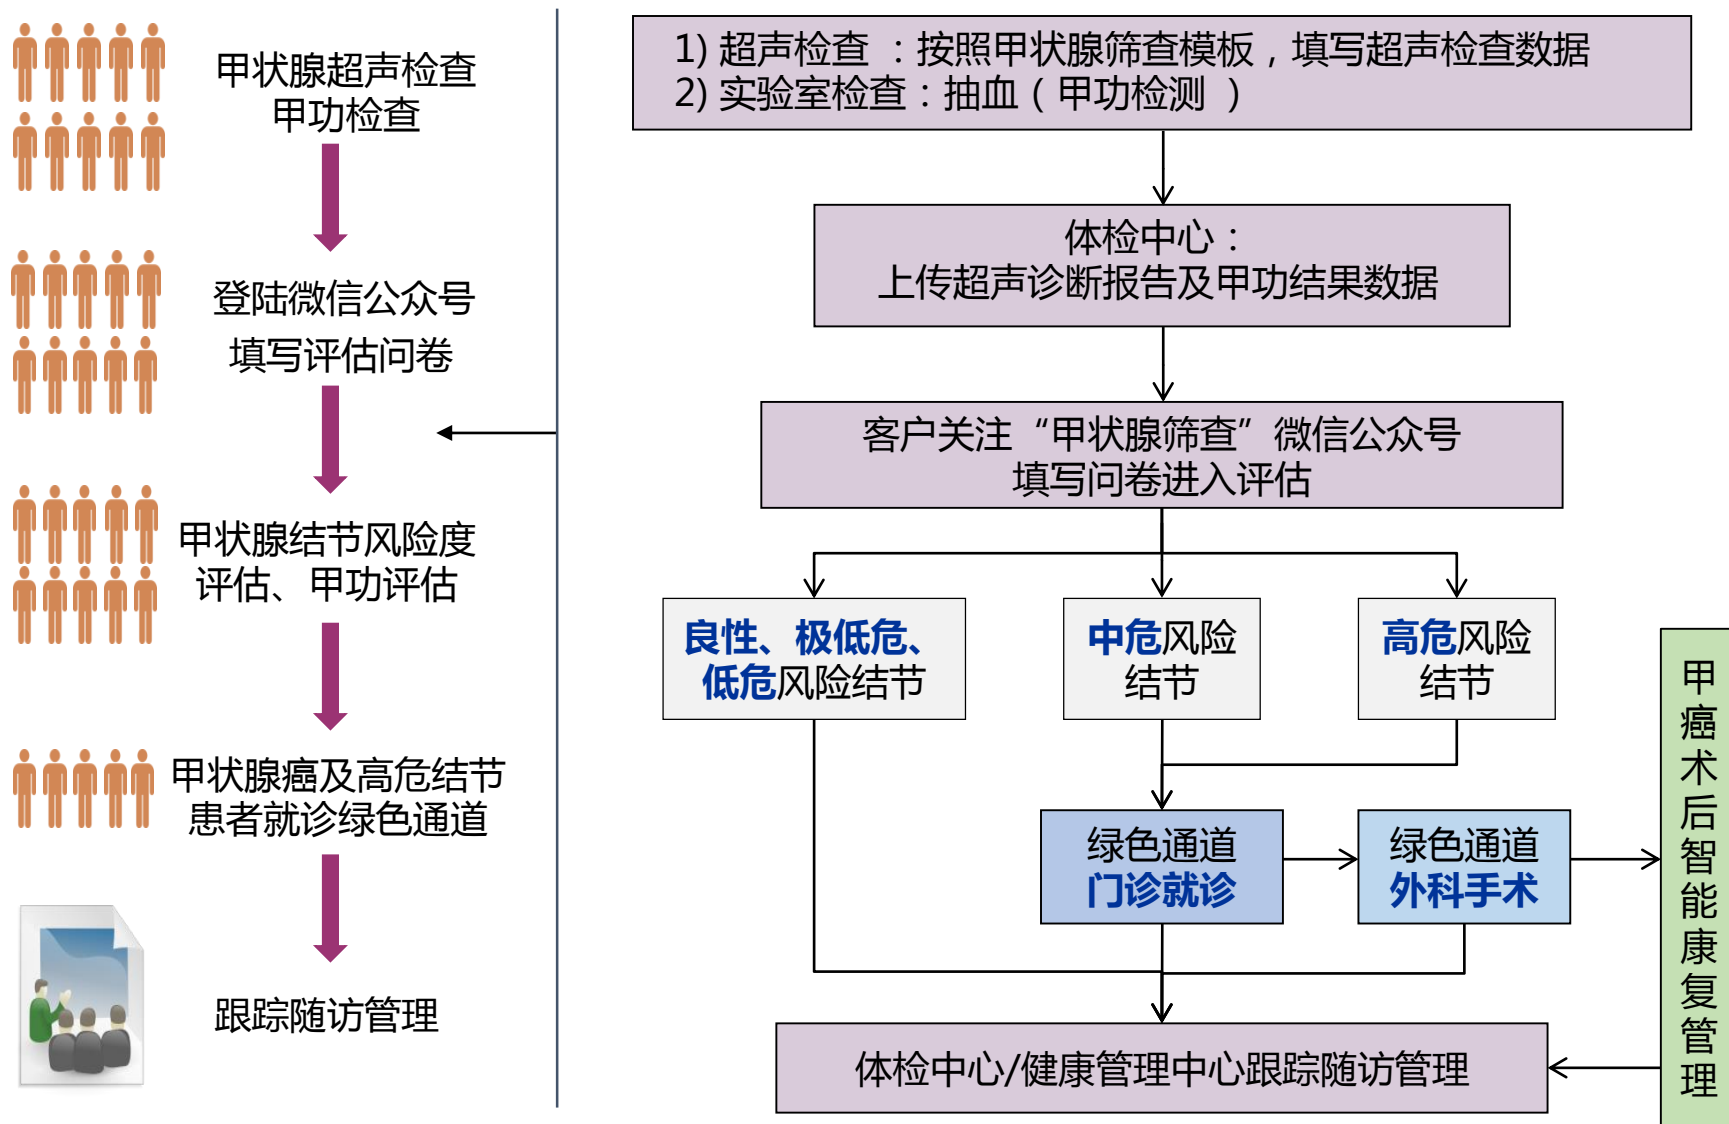 甲状腺超声检查
甲功检查
登陆微信公众号
填写评估问卷
甲状腺结节风险度
评估、甲功评估
甲状腺癌及高危结节
患者就诊绿色通道
跟踪随访管理
1) 超声检查 ：按照甲状腺筛查模板，填写超声检查数据
2) 实验室检查：抽血（甲功检测 ）
体检中心：
上传超声诊断报告及甲功结果数据
客户关注“甲状腺筛查”微信公众号
填写问卷进入评估
良性、极低危、
低危风险结节
中危风险
结节
高危风险
结节
绿色通道
门诊就诊
绿色通道
外科手术
甲癌术后智能康复管理
体检中心/健康管理中心跟踪随访管理